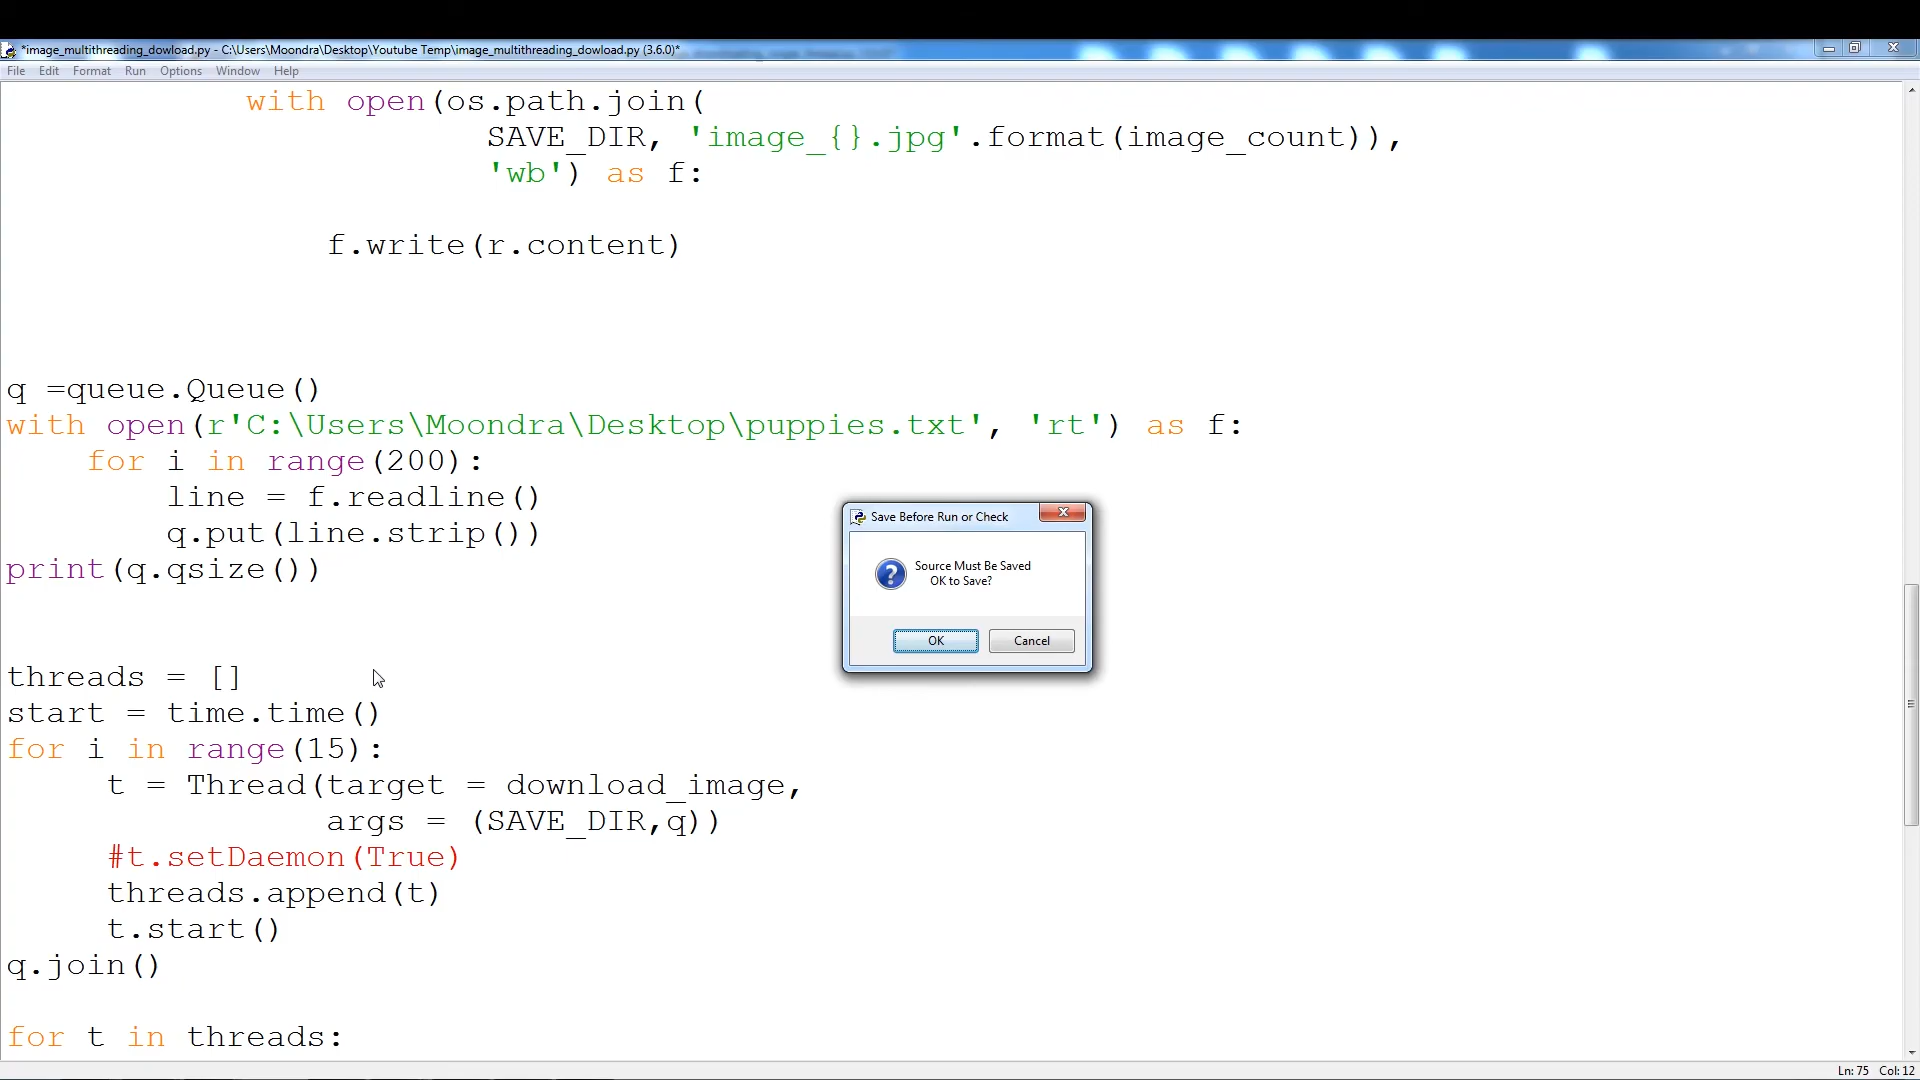 *image_multithreading_dowload.py - C:\Users\Moondra\Desktop\Youtube Temp\image_multithreading_dowload.py (3.6.0)*
File Edit Format Run Options Window Help
with open(os.path.join(
SAVE_DIR, 'image_{}.jpg'.format(image_count)),
'wb') as f:
f.write(r.content)
q =queue.Queue()
with open(r'C:\Users\Moondra\Desktop\puppies.txt', 'rt') as f:
for i in range(200):
line = f.readline()
q.put(line.strip())
print(q.qsize())
threads = []
start = time.time()
for i in range(15):
t = Thread(target = download_image,
args = (SAVE_DIR,q))
#t.setDaemon(True)
threads.append(t)
t.start()
q.join()
for t in threads:
Save Before Run or Check
Source Must Be Saved
OK to Save?
OK Cancel
Ln: 75 Col: 12